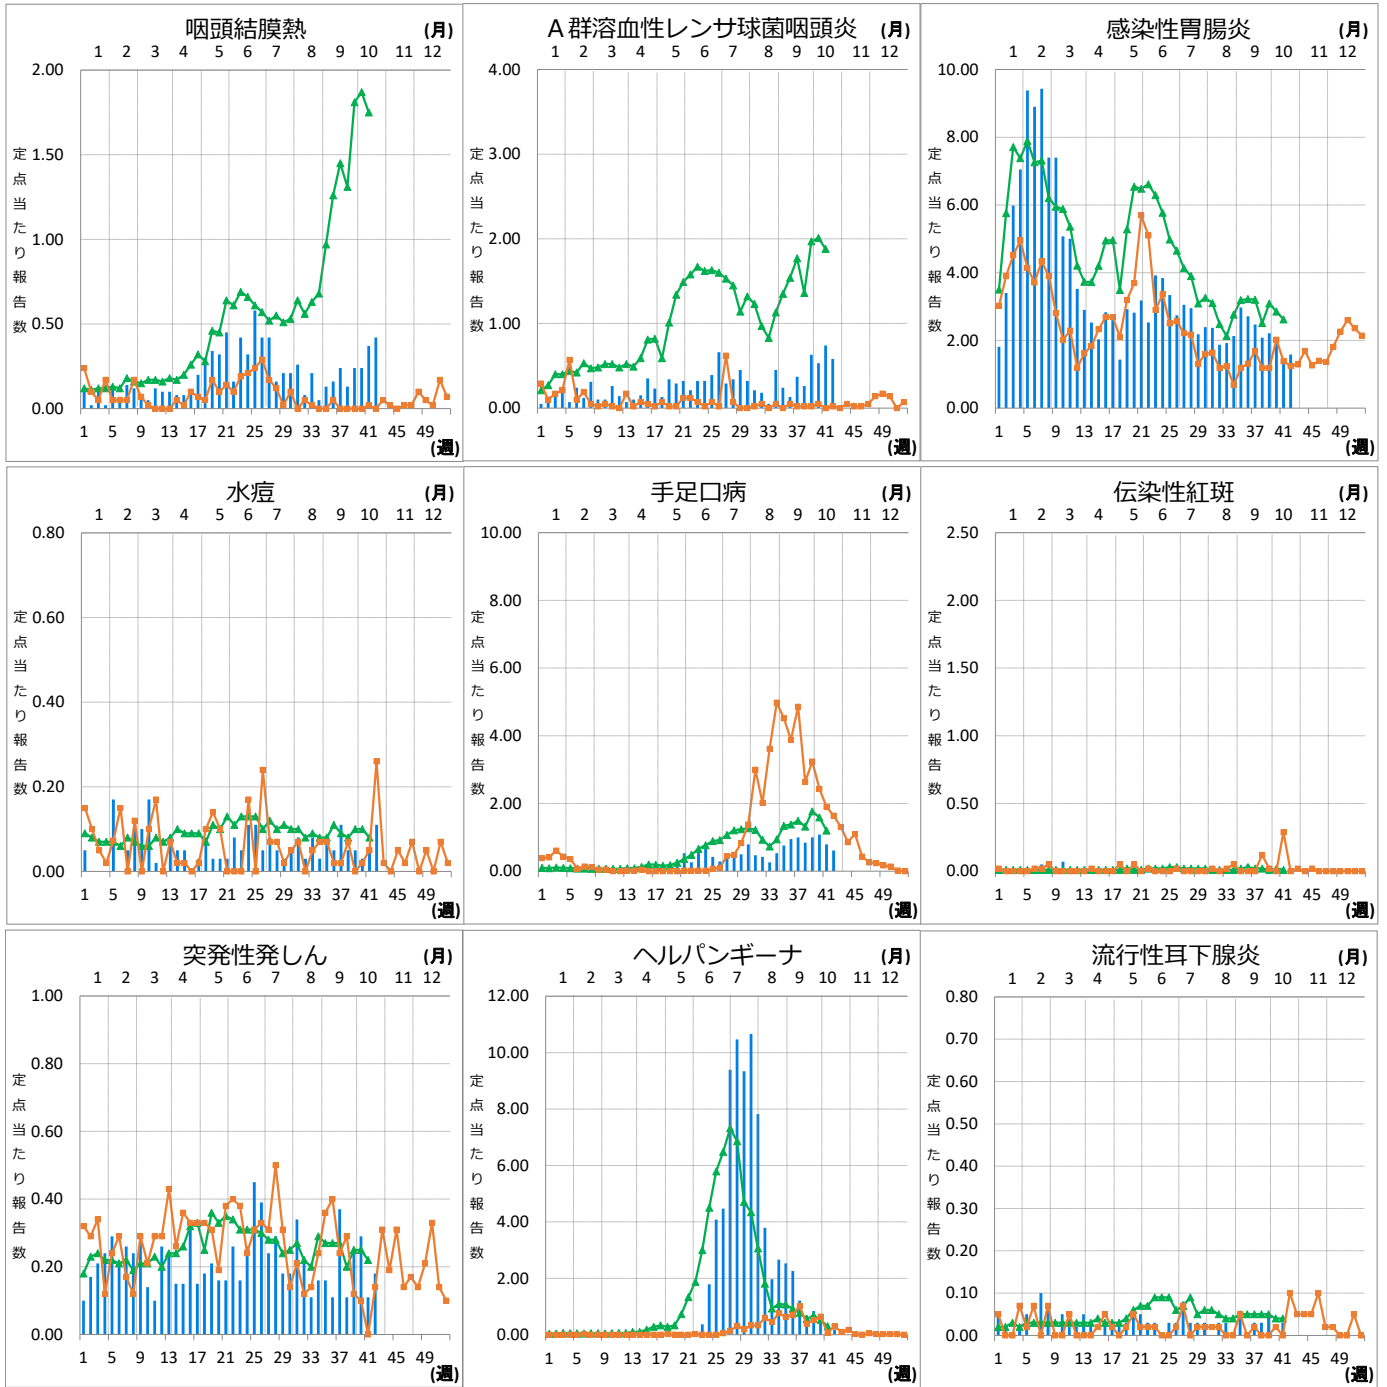 咽頭結膜熱 (月)
1 2 3 4 5 6 7 8 9 10 11 12
2.00
1.50
1.00
0.50
0.00
定点当たり報告数
1 5 9 13 17 21 25 29 33 37 41 45 49
(週)
A群溶血性レンサ球菌咽頭炎 (月)
1 2 3 4 5 6 7 8 9 10 11 12
4.00
3.00
2.00
1.00
0.00
定点当たり報告数
1 5 9 13 17 21 25 29 33 37 41 45 49
(週)
感染性胃腸炎 (月)
1 2 3 4 5 6 7 8 9 10 11 12
10.00
8.00
6.00
4.00
2.00
0.00
定点当たり報告数
1 5 9 13 17 21 25 29 33 37 41 45 49
(週)
水痘 (月)
1 2 3 4 5 6 7 8 9 10 11 12
0.80
0.60
0.40
0.20
0.00
定点当たり報告数
1 5 9 13 17 21 25 29 33 37 41 45 49
(週)
手足口病 (月)
1 2 3 4 5 6 7 8 9 10 11 12
10.00
8.00
6.00
4.00
2.00
0.00
定点当たり報告数
1 5 9 13 17 21 25 29 33 37 41 45 49
(週)
伝染性紅斑 (月)
1 2 3 4 5 6 7 8 9 10 11 12
2.50
2.00
1.50
1.00
0.50
0.00
定点当たり報告数
1 5 9 13 17 21 25 29 33 37 41 45 49
(週)
突発性発しん (月)
1 2 3 4 5 6 7 8 9 10 11 12
1.00
0.80
0.60
0.40
0.20
0.00
定点当たり報告数
1 5 9 13 17 21 25 29 33 37 41 45 49
(週)
ヘルパンギーナ (月)
1 2 3 4 5 6 7 8 9 10 11 12
12.00
10.00
8.00
6.00
4.00
2.00
0.00
定点当たり報告数
1 5 9 13 17 21 25 29 33 37 41 45 49
(週)
流行性耳下腺炎 (月)
1 2 3 4 5 6 7 8 9 10 11 12
0.80
0.70
0.60
0.50
0.40
0.30
0.20
0.10
0.00
定点当たり報告数
1 5 9 13 17 21 25 29 33 37 41 45 49
(週)